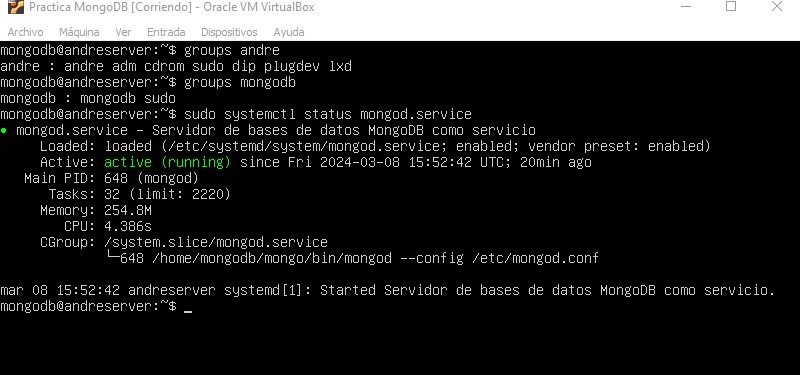 Practica MongoDB [Corriendo] - Oracle VM VirtualBox
Archivo Máquina Ver Entrada Dispositivos Ayuda
mongodb@andreserver:~$ groups andre
andre : andre adm cdrom sudo dip plugdev lxd
mongodb@andreserver:~$ groups mongodb
mongodb : mongodb sudo
mongodb@andreserver:~$ sudo systemctl status mongod.service
● mongod.service – Servidor de bases de datos MongoDB como servicio
Loaded: loaded (/etc/systemd/system/mongod.service; enabled; vendor preset: enabled)
Active: active (running) since Fri 2024-03-08 15:52:42 UTC; 20min ago
Main PID: 648 (mongod)
Tasks: 32 (limit: 2220)
Memory: 254.8M
CPU: 4.386s
CGroup: /system.slice/mongod.service
└─648 /home/mongodb/mongo/bin/mongod --config /etc/mongod.conf
mar 08 15:52:42 andreserver systemd[1]: Started Servidor de bases de datos MongoDB como servicio.
mongodb@andreserver:~$ _